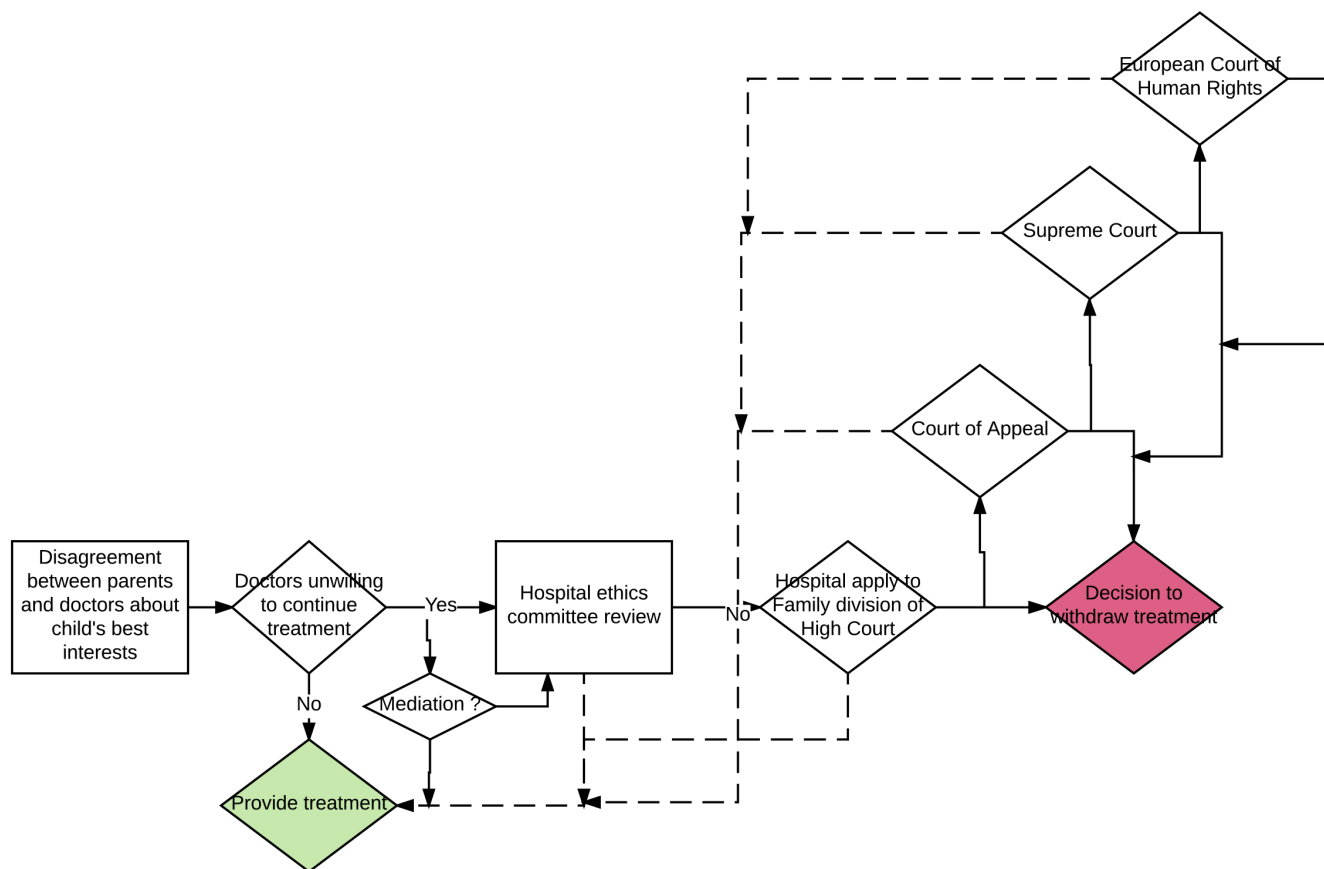 European Court of
Human Rights
Supreme Court
Court of Appeal
Disagreement
between parents
and doctors about
child's best
interests
Doctors unwilling
to continue
treatment
Yes
Hospital ethics
committee review
No
Hospital apply to
Family division of
High Court
Decision to
withdraw treatment
No
Mediation ?
Provide treatment